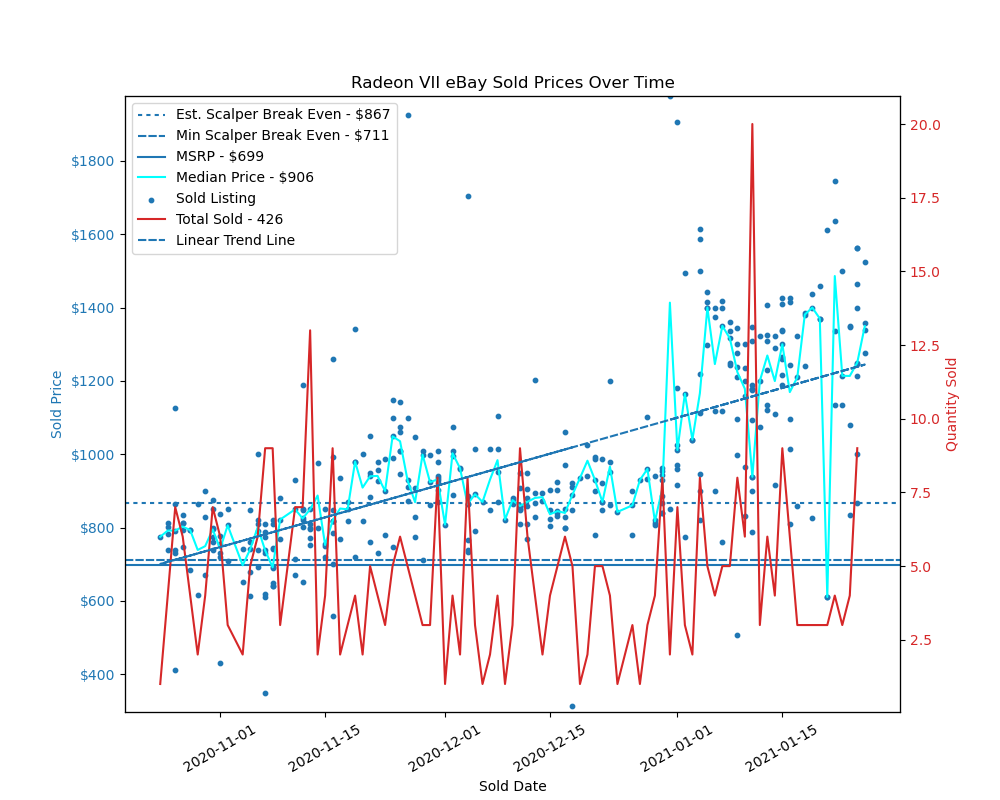 Radeon VII eBay Sold Prices Over Time
Est. Scalper Break Even - $867
Min Scalper Break Even - $711
MSRP - $699
Median Price - $906
Sold Listing
Total Sold - 426
Linear Trend Line
$1800
$1600
$1400
$1200
$1000
$800
$600
$400
Sold Price
20.0
17.5
15.0
12.5
10.0
7.5
5.0
2.5
Quantity Sold
2020-11-01
2020-11-15
2020-12-01
2020-12-15
2021-01-01
2021-01-15
Sold Date